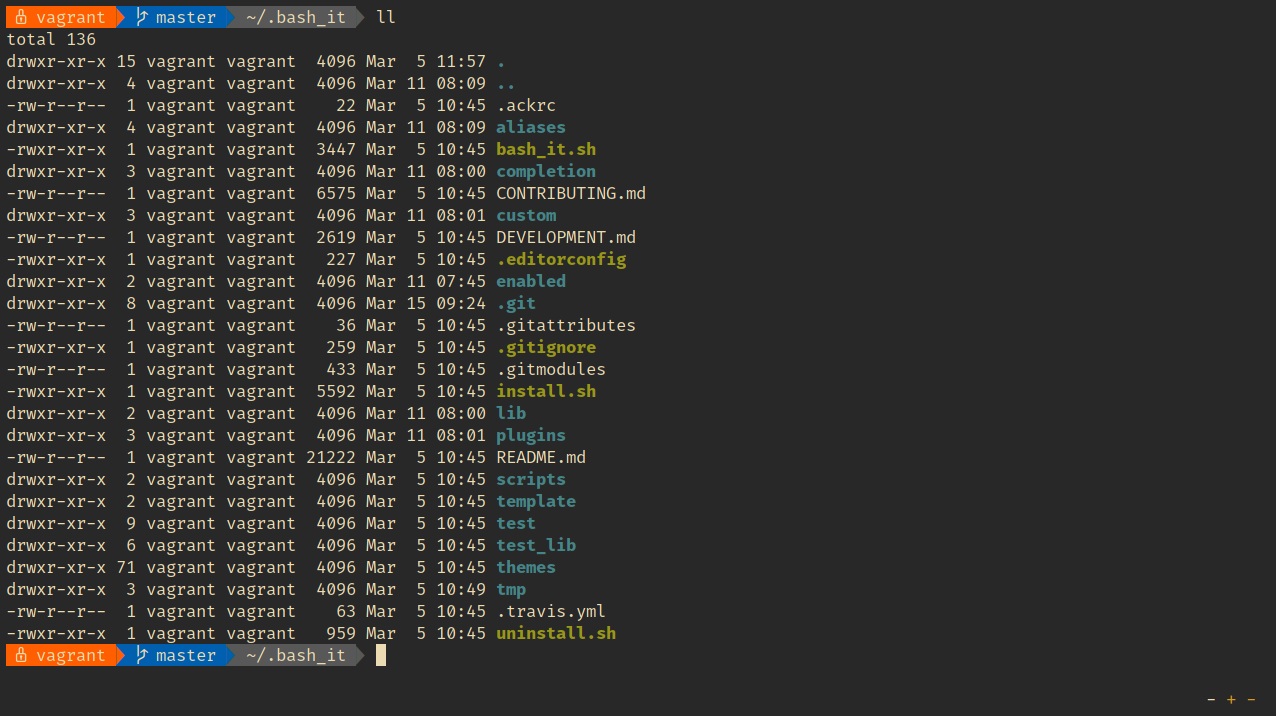 vagrant master ~/.bash_it ll
total 136
drwxr-xr-x 15 vagrant vagrant  4096 Mar  5 11:57 .
drwxr-xr-x  4 vagrant vagrant  4096 Mar 11 08:09 ..
-rw-r--r--  1 vagrant vagrant    22 Mar  5 10:45 .ackrc
drwxr-xr-x  4 vagrant vagrant  4096 Mar 11 08:09 aliases
-rwxr-xr-x  1 vagrant vagrant  3447 Mar  5 10:45 bash_it.sh
drwxr-xr-x  3 vagrant vagrant  4096 Mar 11 08:00 completion
-rw-r--r--  1 vagrant vagrant  6575 Mar  5 10:45 CONTRIBUTING.md
drwxr-xr-x  3 vagrant vagrant  4096 Mar 11 08:01 custom
-rw-r--r--  1 vagrant vagrant  2619 Mar  5 10:45 DEVELOPMENT.md
-rwxr-xr-x  1 vagrant vagrant   227 Mar  5 10:45 .editorconfig
drwxr-xr-x  2 vagrant vagrant  4096 Mar 11 07:45 enabled
drwxr-xr-x  8 vagrant vagrant  4096 Mar 15 09:24 .git
-rw-r--r--  1 vagrant vagrant    36 Mar  5 10:45 .gitattributes
-rwxr-xr-x  1 vagrant vagrant   259 Mar  5 10:45 .gitignore
-rw-r--r--  1 vagrant vagrant   433 Mar  5 10:45 .gitmodules
-rwxr-xr-x  1 vagrant vagrant  5592 Mar  5 10:45 install.sh
drwxr-xr-x  2 vagrant vagrant  4096 Mar 11 08:00 lib
drwxr-xr-x  3 vagrant vagrant  4096 Mar 11 08:01 plugins
-rw-r--r--  1 vagrant vagrant 21222 Mar  5 10:45 README.md
drwxr-xr-x  2 vagrant vagrant  4096 Mar  5 10:45 scripts
drwxr-xr-x  2 vagrant vagrant  4096 Mar  5 10:45 template
drwxr-xr-x  9 vagrant vagrant  4096 Mar  5 10:45 test
drwxr-xr-x  6 vagrant vagrant  4096 Mar  5 10:45 test_lib
drwxr-xr-x 71 vagrant vagrant  4096 Mar  5 10:45 themes
drwxr-xr-x  3 vagrant vagrant  4096 Mar  5 10:49 tmp
-rw-r--r--  1 vagrant vagrant    63 Mar  5 10:45 .travis.yml
-rwxr-xr-x  1 vagrant vagrant   959 Mar  5 10:45 uninstall.sh
vagrant master ~/.bash_it
- + -